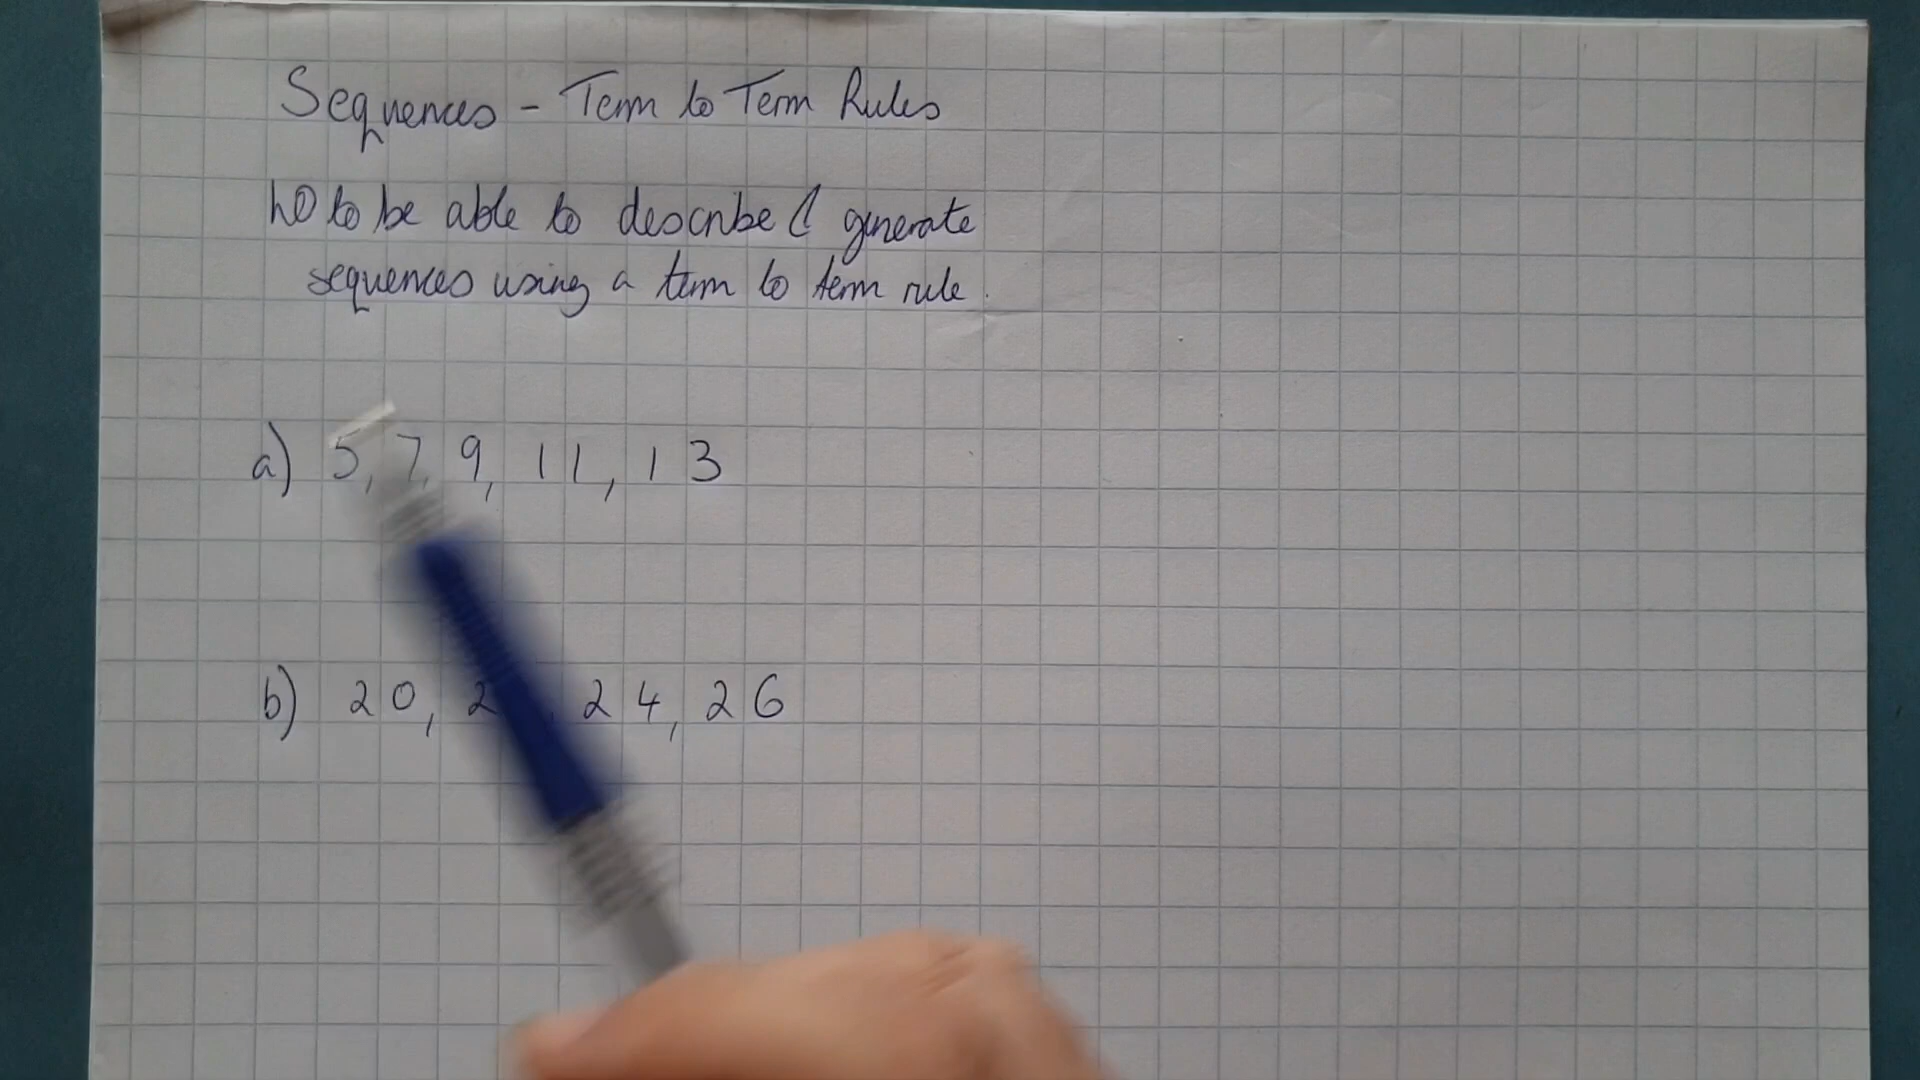 Sequences - Term to Term Rules
LO to be able to describe & generate
sequences using a term to term rule.
a) 5, 7, 9, 11, 13
b) 20, 2 , 24, 26